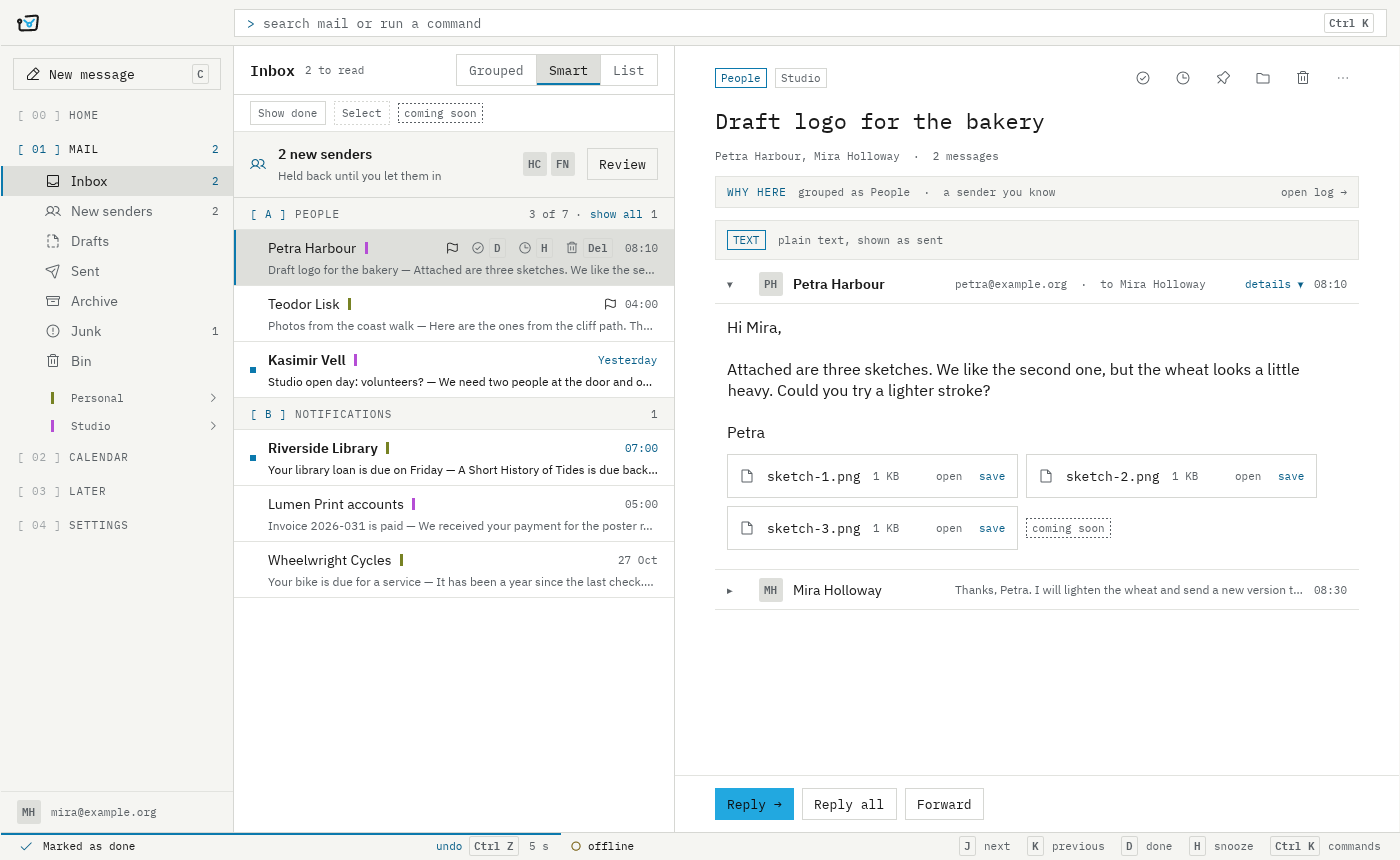 > search mail or run a command Ctrl K
New message C
[ 00 ] HOME
[ 01 ] MAIL 2
Inbox 2
New senders 2
Drafts
Sent
Archive
Junk 1
Bin
Personal
Studio
[ 02 ] CALENDAR
[ 03 ] LATER
[ 04 ] SETTINGS
MH mira@example.org
Inbox 2 to read Grouped Smart List
Show done Select coming soon
2 new senders
Held back until you let them in
HC FN Review
[ A ] PEOPLE 3 of 7 · show all 1
Petra Harbour D H Del 08:10
Draft logo for the bakery — Attached are three sketches. We like the se…
Teodor Lisk 04:00
Photos from the coast walk — Here are the ones from the cliff path. Th…
Kasimir Vell Yesterday
Studio open day: volunteers? — We need two people at the door and o…
[ B ] NOTIFICATIONS 1
Riverside Library 07:00
Your library loan is due on Friday — A Short History of Tides is due back…
Lumen Print accounts 05:00
Invoice 2026-031 is paid — We received your payment for the poster r…
Wheelwright Cycles 27 Oct
Your bike is due for a service — It has been a year since the last check.…
People Studio
Draft logo for the bakery
Petra Harbour, Mira Holloway · 2 messages
WHY HERE grouped as People · a sender you know open log →
TEXT plain text, shown as sent
▾ PH Petra Harbour petra@example.org · to Mira Holloway details ▾ 08:10
Hi Mira,
Attached are three sketches. We like the second one, but the wheat looks a little
heavy. Could you try a lighter stroke?
Petra
sketch-1.png 1 KB open save
sketch-2.png 1 KB open save
sketch-3.png 1 KB open save
coming soon
▸ MH Mira Holloway Thanks, Petra. I will lighten the wheat and send a new version t… 08:30
Reply → Reply all Forward
Marked as done undo Ctrl Z 5 s offline J next K previous D done H snooze Ctrl K commands